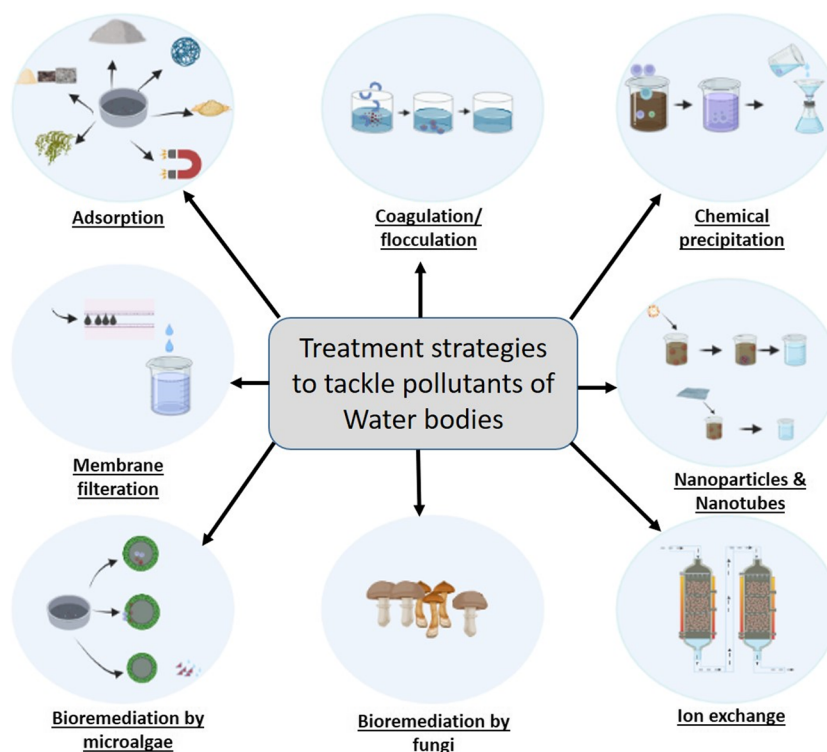 Adsorption
Coagulation/
flocculation
Chemical
precipitation
Treatment strategies
to tackle pollutants of
Water bodies
Membrane
filteration
Nanoparticles &
Nanotubes
Bioremediation by
microalgae
Bioremediation by
fungi
Ion exchange